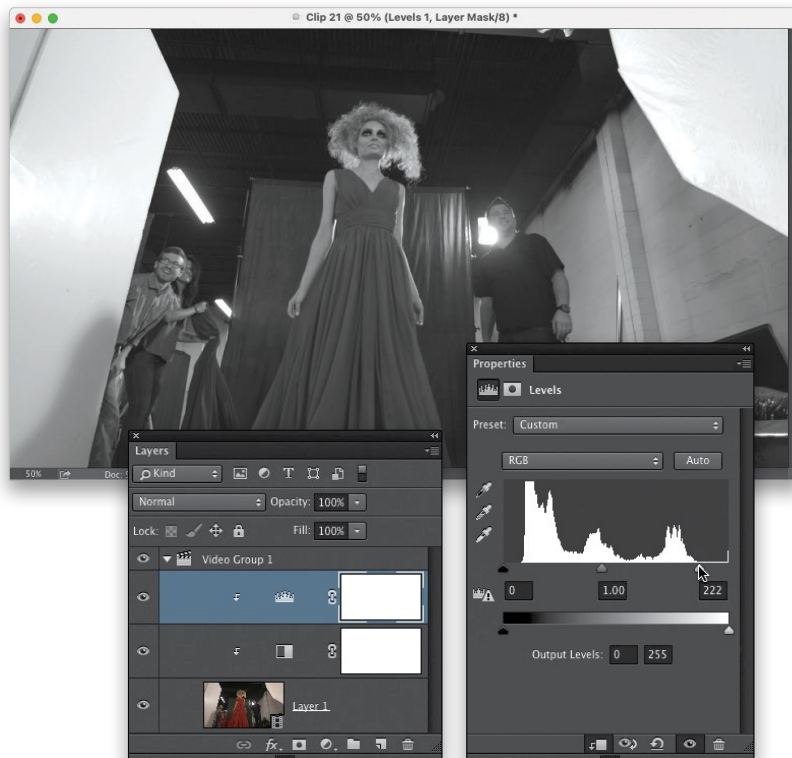 Clip 21 @ 50% (Levels 1, Layer Mask/8) *
50%
Doc:
Layers
Kind
T
Normal
Opacity: 100%
Lock:
Fill: 100%
Video Group 1
Layer 1
fx.
Properties
Levels
Preset: Custom
RGB
Auto
0
1.00
222
Output Levels: 0 255